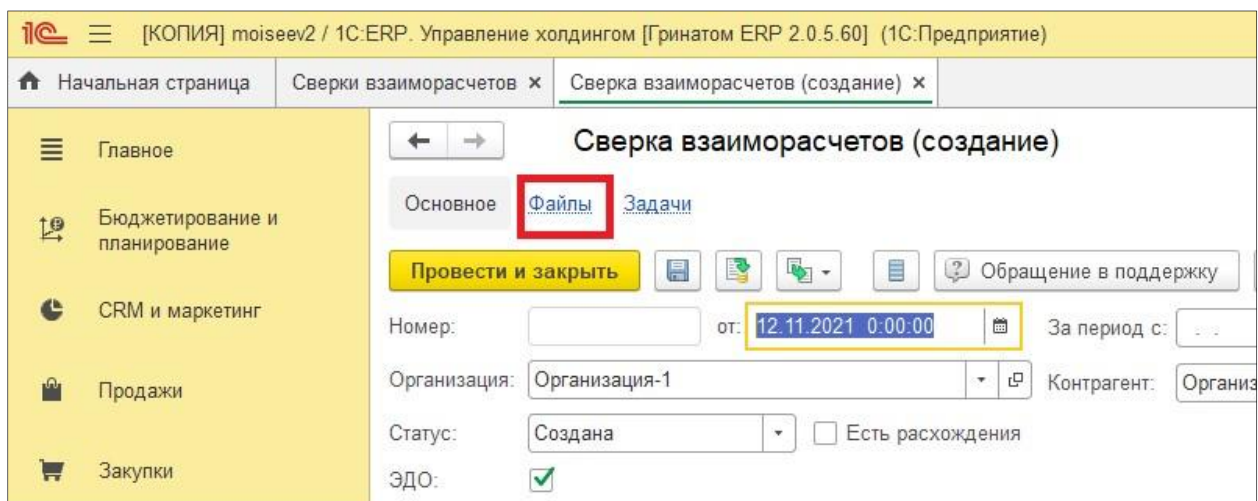 1С [КОПИЯ] moiseev2 / 1С:ERP. Управление холдингом [Гринатом ERP 2.0.5.60] (1С:Предприятие)
Начальная страница Сверки взаиморасчетов × Сверка взаиморасчетов (создание) ×
Главное
Бюджетирование и
планирование
CRM и маркетинг
Продажи
Закупки
Сверка взаиморасчетов (создание)
Основное Файлы Задачи
Провести и закрыть Обращение в поддержку
Номер: от: 12.11.2021 0:00:00 За период с: . .
Организация: Организация-1 Контрагент: Организ
Статус: Создана Есть расхождения
ЭДО: